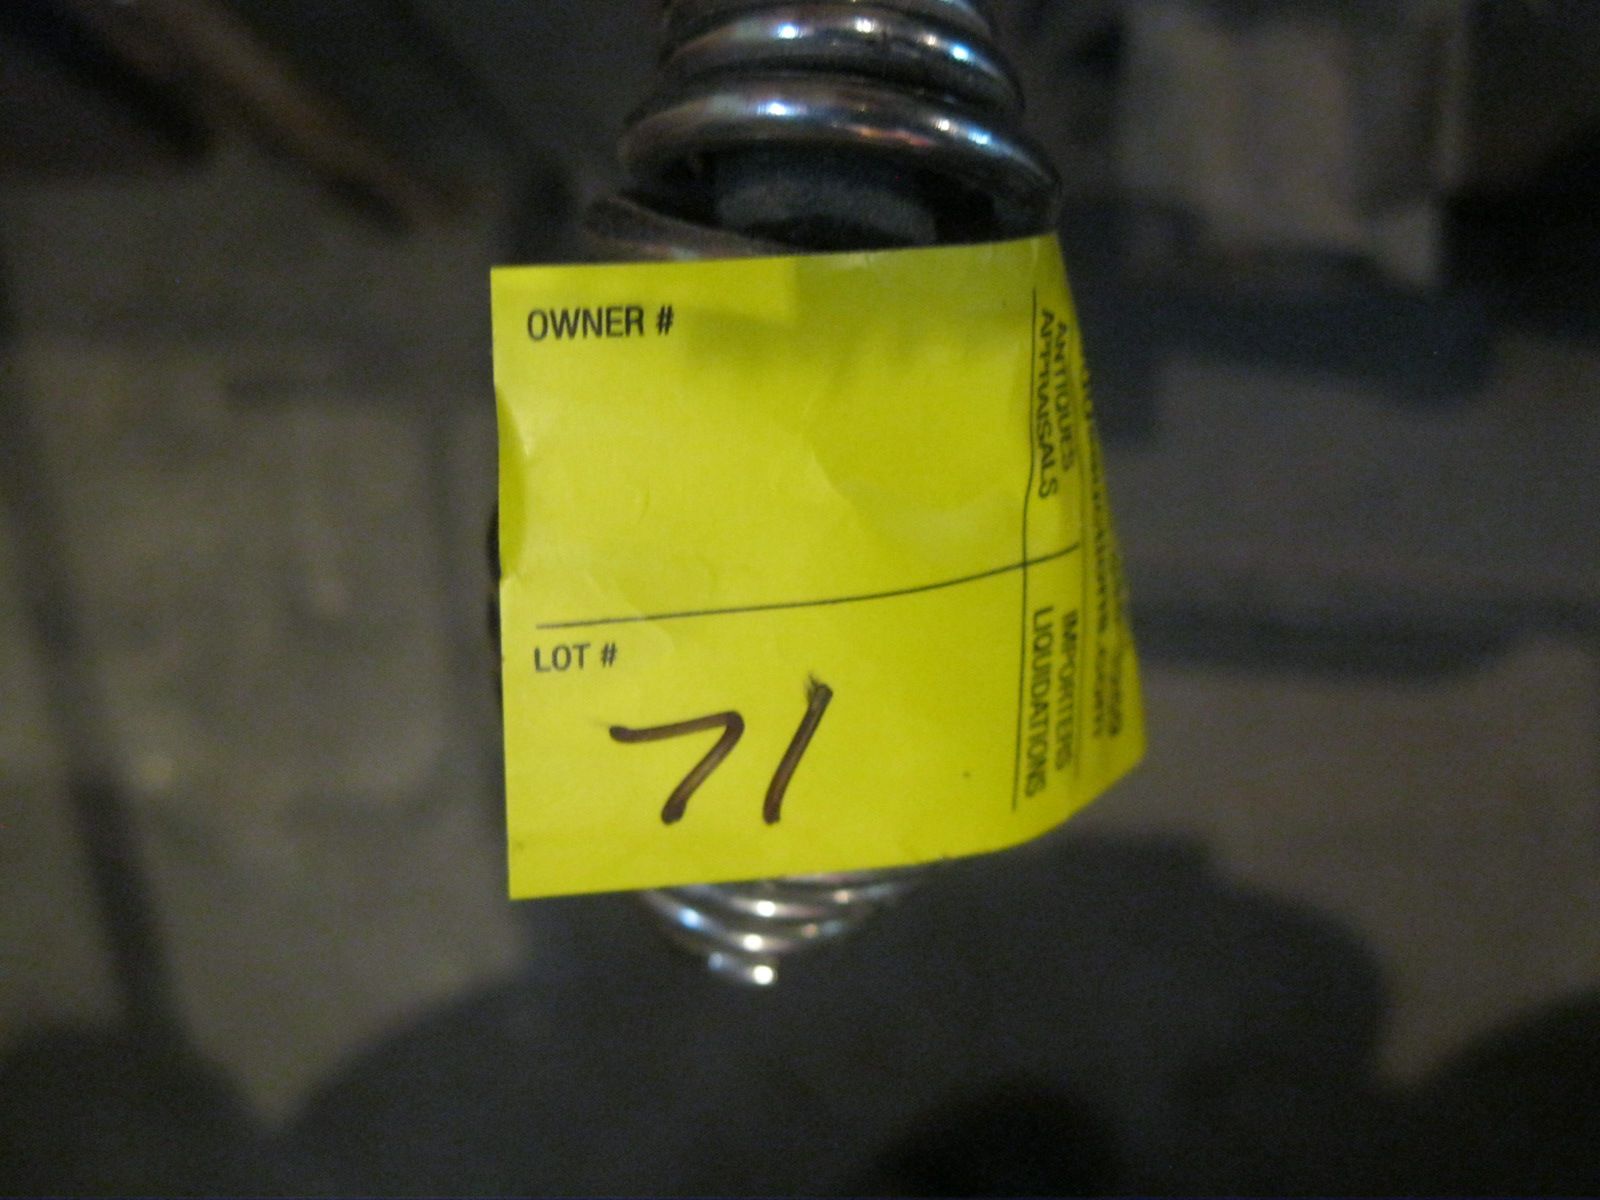 OWNER #
LOT #
71
ANTIQUES
APPRAISALS
IMPORTERS
LIQUIDATIONS